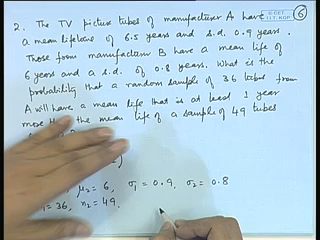 2. The TV picture tubes of manufacturer A have
a mean lifetime of 6.5 years and s.d. 0.9 years.
Those from manufacturer B have a mean life of
6 years and a s.d. of 0.8 years. What is the
probability that a random sample of 36 tubes from
A will have a mean life that is at least 1 year
more than the mean life of a sample of 49 tubes
μ₂ = 6, σ₁ = 0.9, σ₂ = 0.8
= 36, n₂ = 49.
6